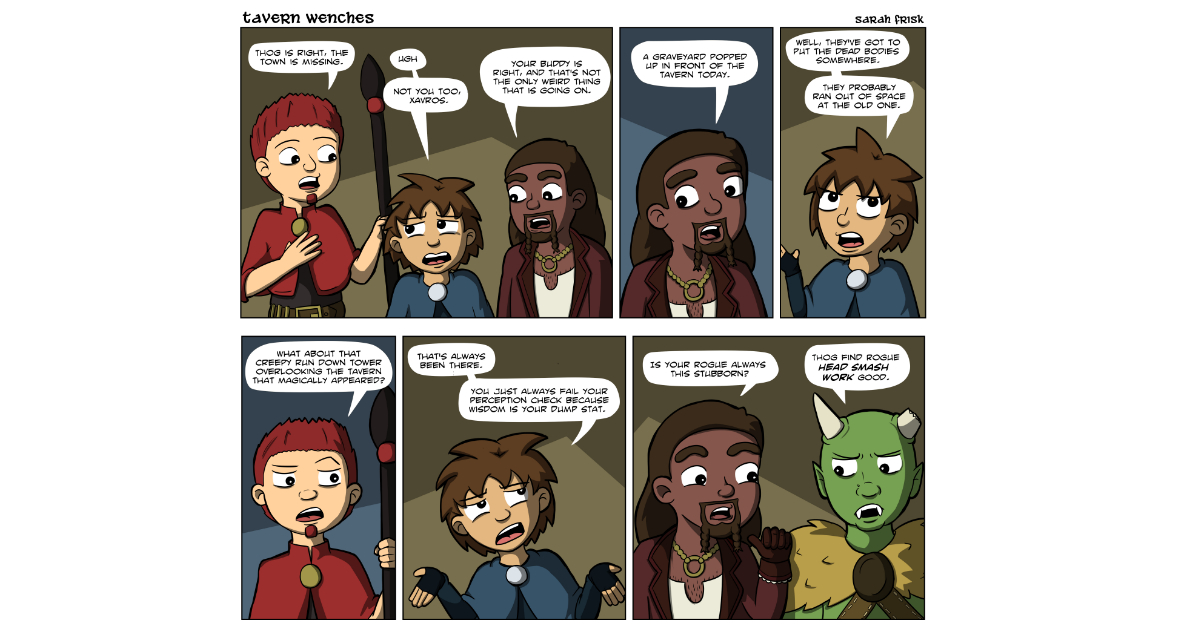 Tavern Wenches
Sarah Frisk
THOG IS RIGHT, THE
TOWN IS MISSING.
UGH
NOT YOU TOO,
XAVROS.
YOUR BUDDY IS
RIGHT, AND THAT'S NOT
THE ONLY WEIRD THING
THAT IS GOING ON.
A GRAVEYARD POPPED
UP IN FRONT OF THE
TAVERN TODAY.
WELL, THEY'VE GOT TO
PUT THE DEAD BODIES
SOMEWHERE.
THEY PROBABLY
RAN OUT OF SPACE
AT THE OLD ONE.
WHAT ABOUT THAT
CREEPY RUN DOWN TOWER
OVERLOOKING THE TAVERN
THAT MAGICALLY APPEARED?
THAT'S ALWAYS
BEEN THERE.
YOU JUST ALWAYS FAIL YOUR
PERCEPTION CHECK BECAUSE
WISDOM IS YOUR DUMP STAT.
IS YOUR ROGUE ALWAYS
THIS STUBBORN?
THOG FIND ROGUE
HEAD SMASH
WORK GOOD.